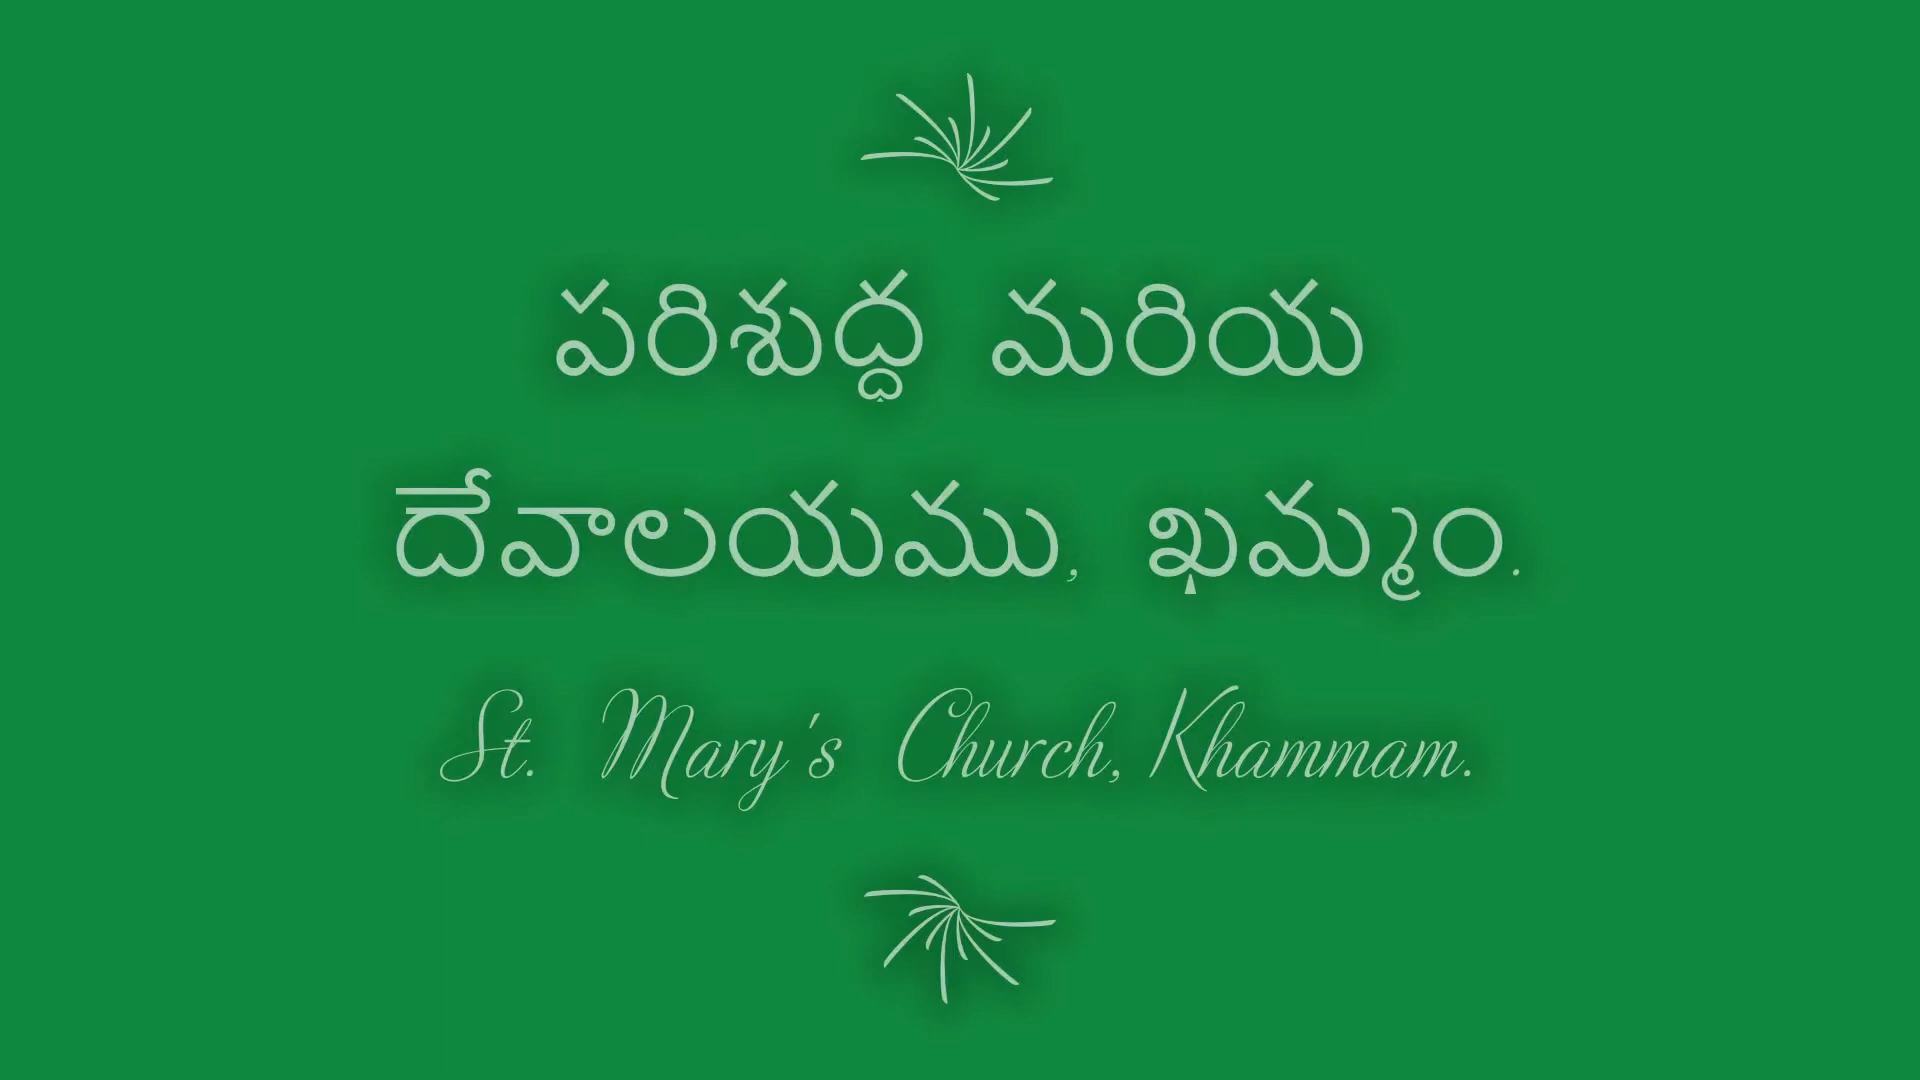 పరిశుద్ధ మరియ
దేవాలయము, ఖమ్మం.
St. Mary's Church, Khammam.